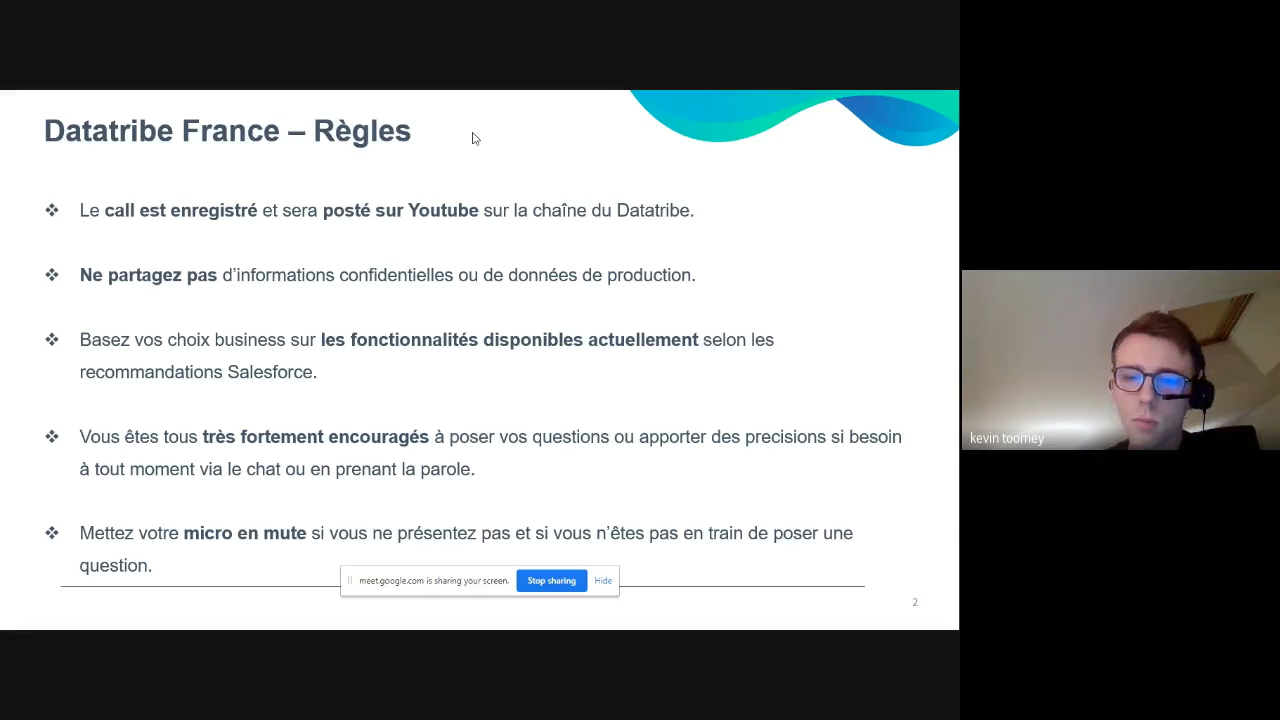 Datatribe France – Règles
❖ Le call est enregistré et sera posté sur Youtube sur la chaîne du Datatribe.
❖ Ne partagez pas d’informations confidentielles ou de données de production.
❖ Basez vos choix business sur les fonctionnalités disponibles actuellement selon les
recommandations Salesforce.
❖ Vous êtes tous très fortement encouragés à poser vos questions ou apporter des precisions si besoin
à tout moment via le chat ou en prenant la parole.
❖ Mettez votre micro en mute si vous ne présentez pas et si vous n’êtes pas en train de poser une
question.
meet.google.com is sharing your screen. Stop sharing Hide
2
kevin toomey